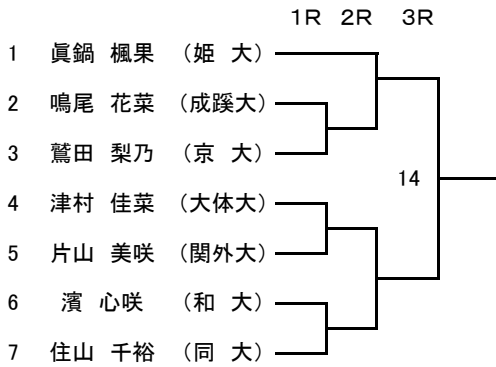 1R 2R 3R
1 眞鍋 楓果 (姫 大)
2 鳴尾 花菜 (成蹊大)
3 鷲田 梨乃 (京 大)
14
4 津村 佳菜 (大体大)
5 片山 美咲 (関外大)
6 濱 心咲 (和 大)
7 住山 千裕 (同 大)